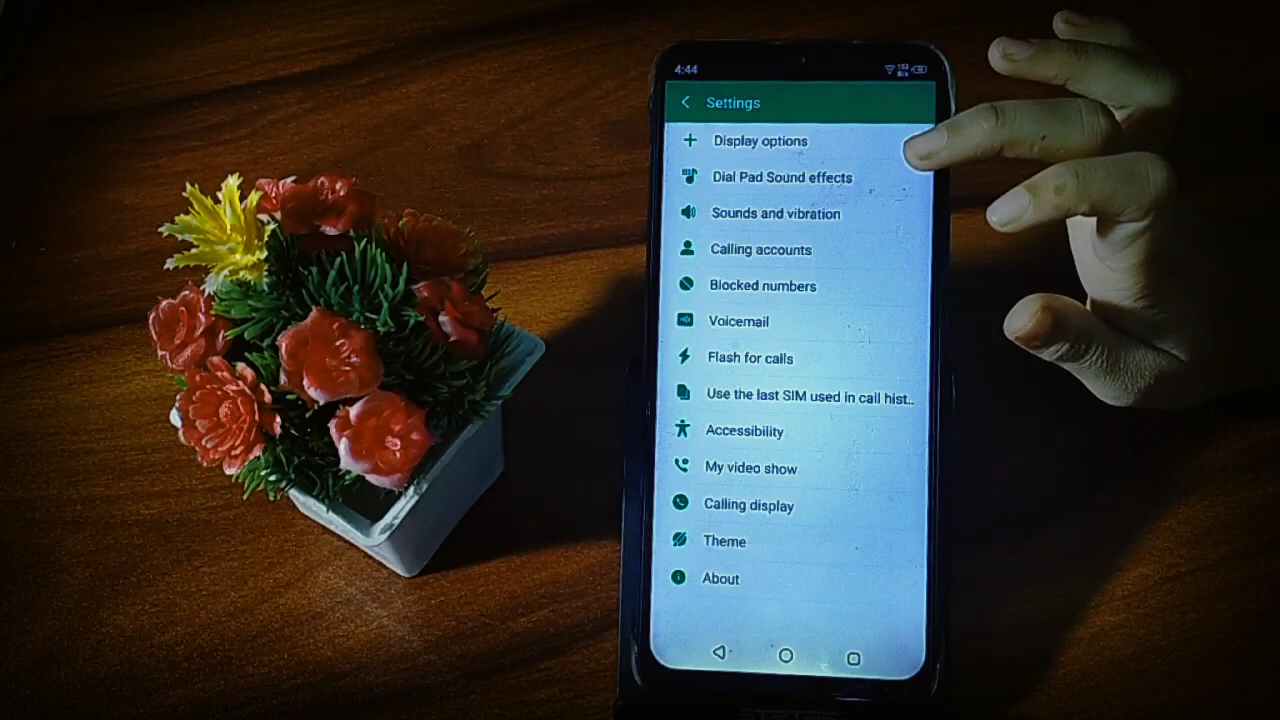 4:44
Settings
Display options
Dial Pad Sound effects
Sounds and vibration
Calling accounts
Blocked numbers
Voicemail
Flash for calls
Use the last SIM used in call hist..
Accessibility
My video show
Calling display
Theme
About